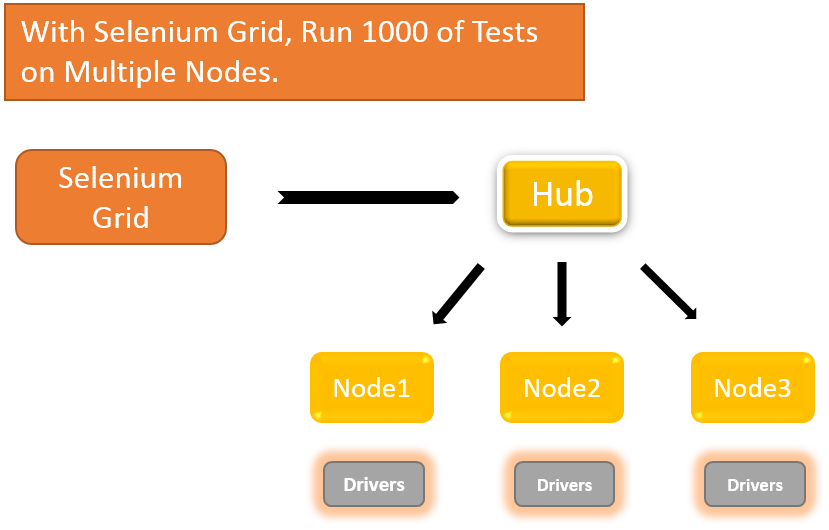 With Selenium Grid, Run 1000 of Tests
on Multiple Nodes.
Selenium
Grid
Hub
Node1
Node2
Node3
Drivers
Drivers
Drivers